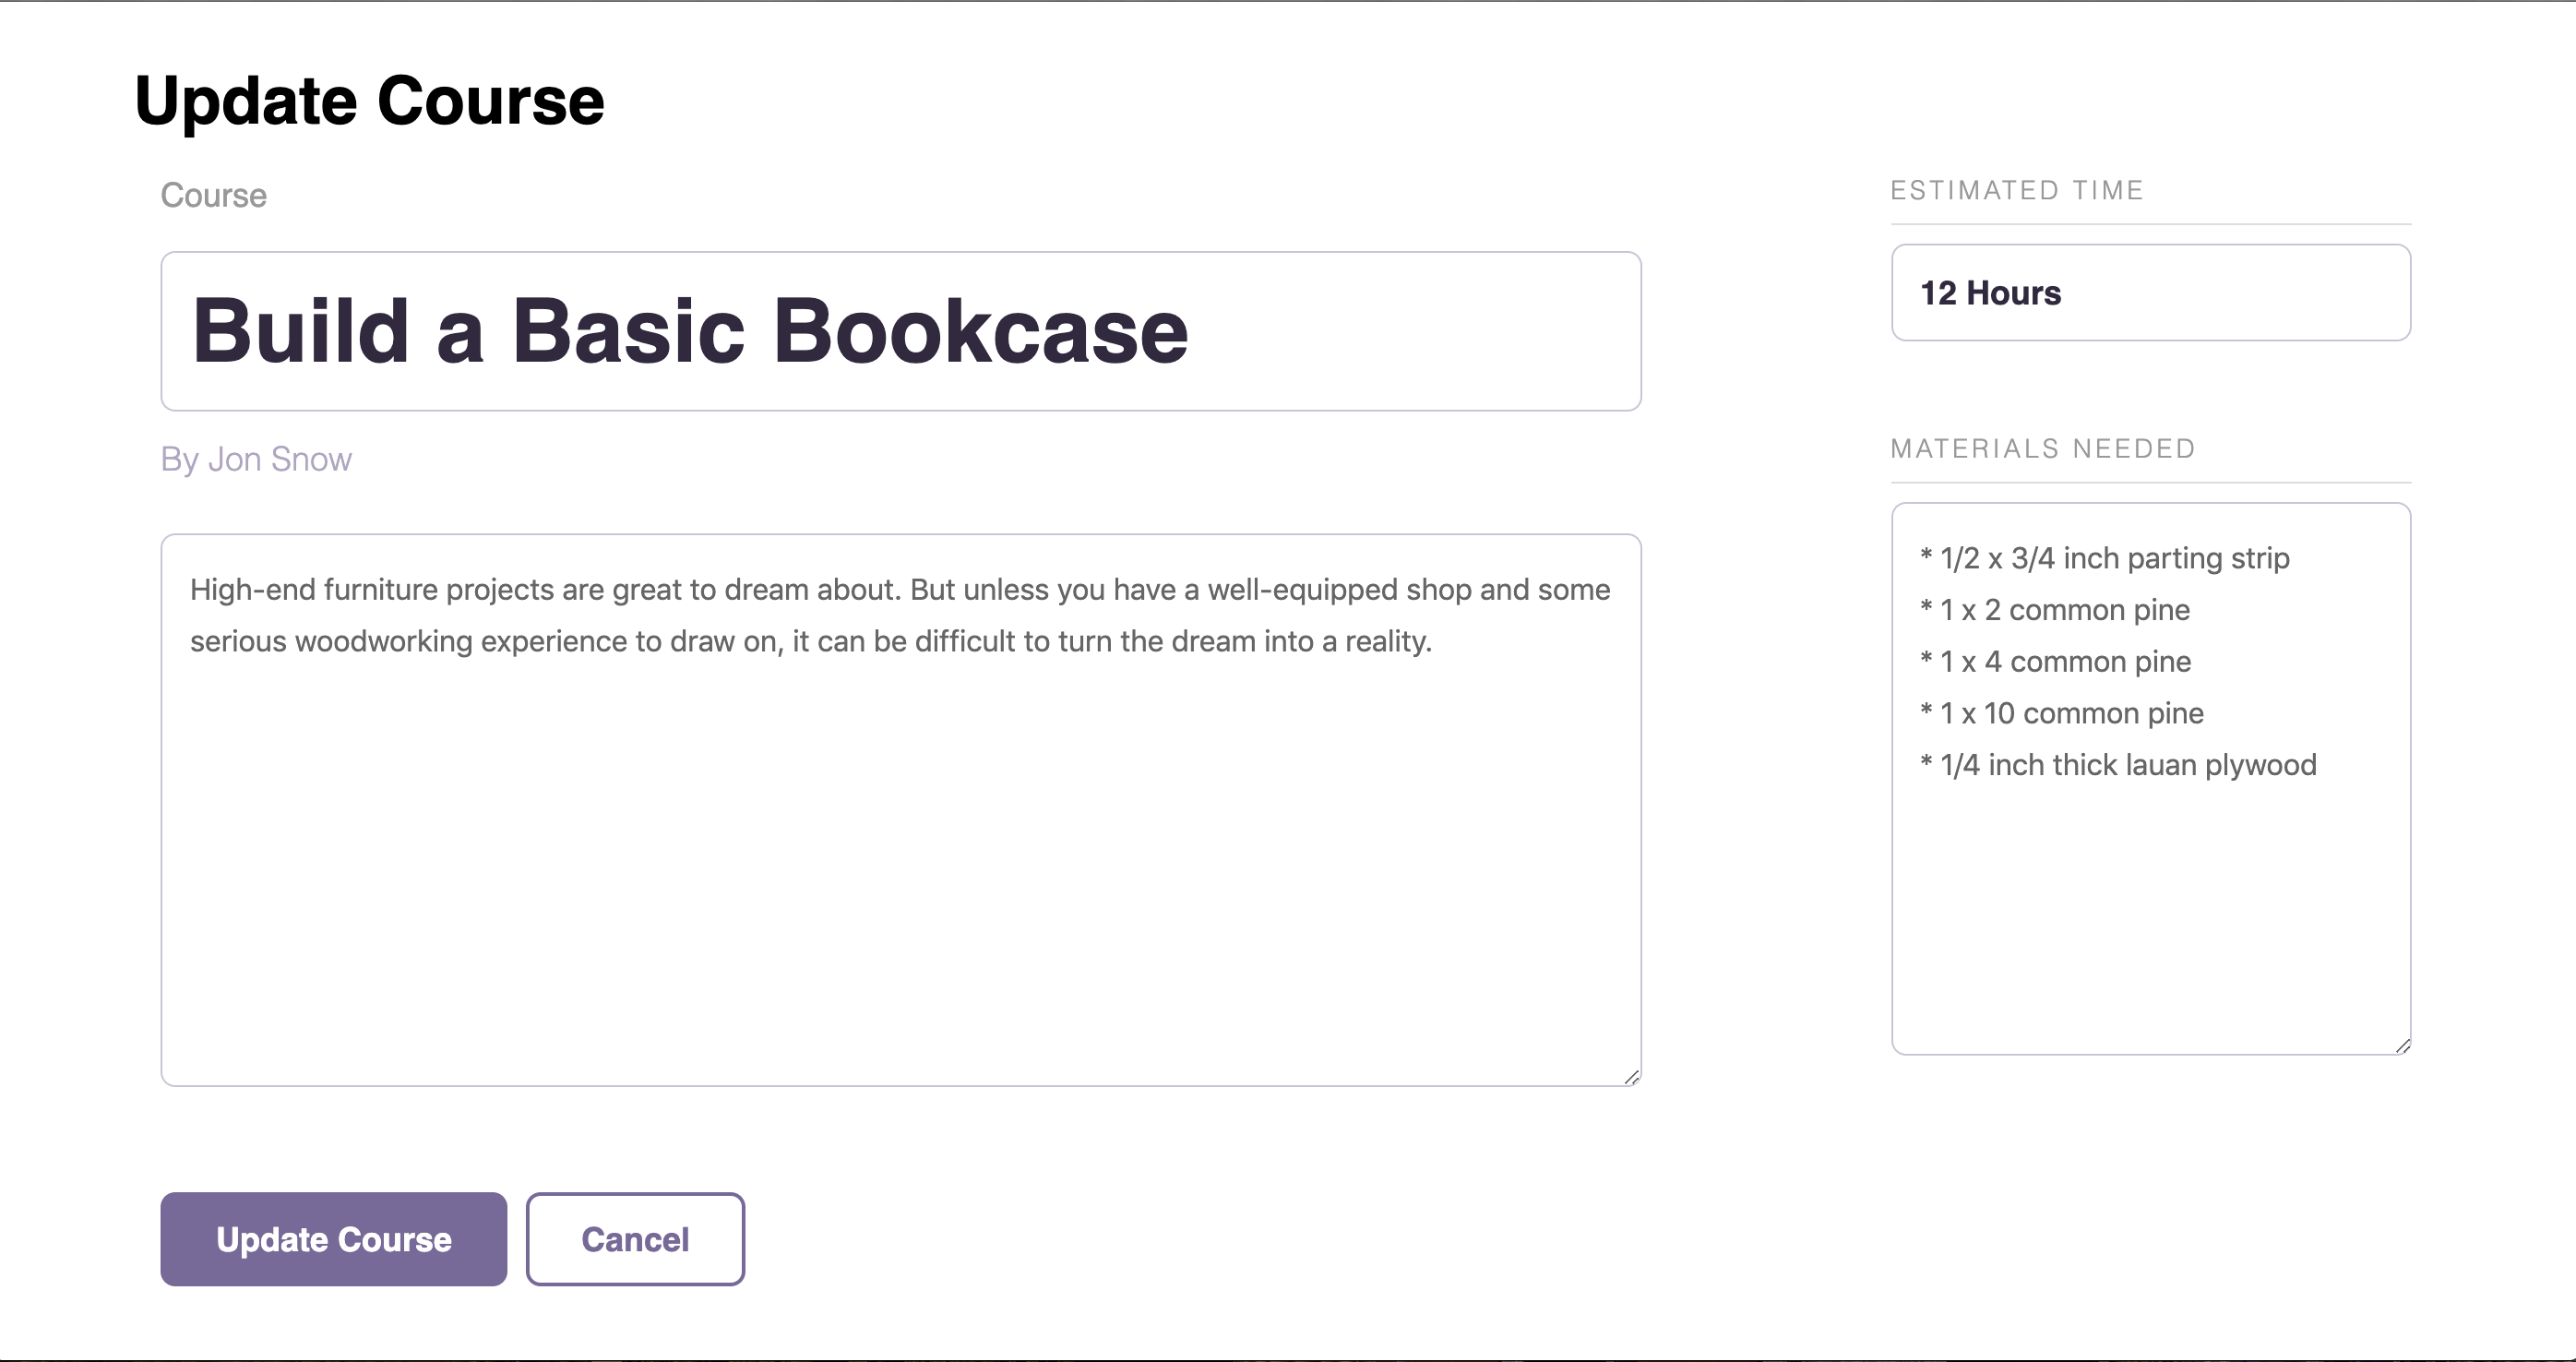 Update Course
Course
Build a Basic Bookcase
By Jon Snow
High-end furniture projects are great to dream about. But unless you have a well-equipped shop and some
serious woodworking experience to draw on, it can be difficult to turn the dream into a reality.
ESTIMATED TIME
12 Hours
MATERIALS NEEDED
* 1/2 x 3/4 inch parting strip
* 1 x 2 common pine
* 1 x 4 common pine
* 1 x 10 common pine
* 1/4 inch thick lauan plywood
Update Course
Cancel